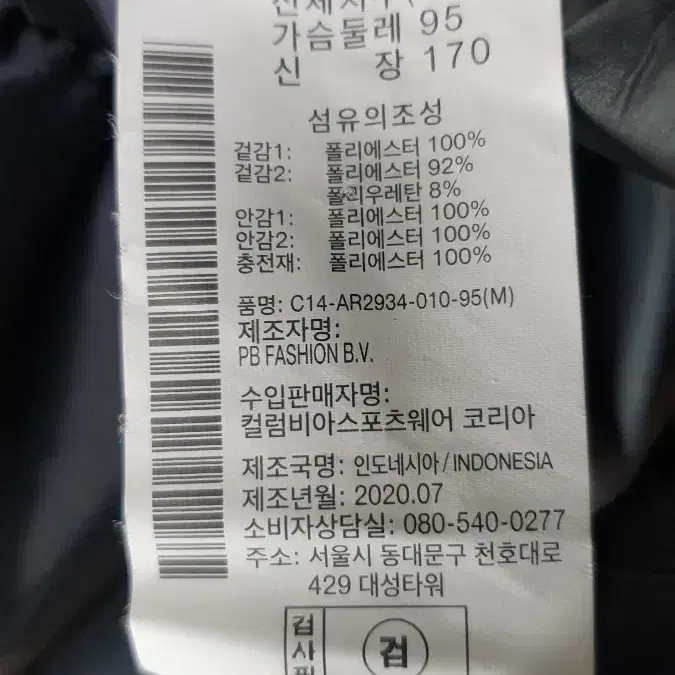 신체치수(
가슴둘레 95
신 장 170
섬유의조성
겉감1: 폴리에스터 100%
겉감2: 폴리에스터 92%
폴리우레탄 8%
안감1: 폴리에스터 100%
안감2: 폴리에스터 100%
충전재: 폴리에스터 100%
품명: C14-AR2934-010-95(M)
제조자명:
PB FASHION B.V.
수입판매자명:
컬럼비아스포츠웨어 코리아
제조국명: 인도네시아 / INDONESIA
제조년월: 2020.07
소비자상담실: 080-540-0277
주소: 서울시 동대문구 천호대로
429 대성타워
검사필
검